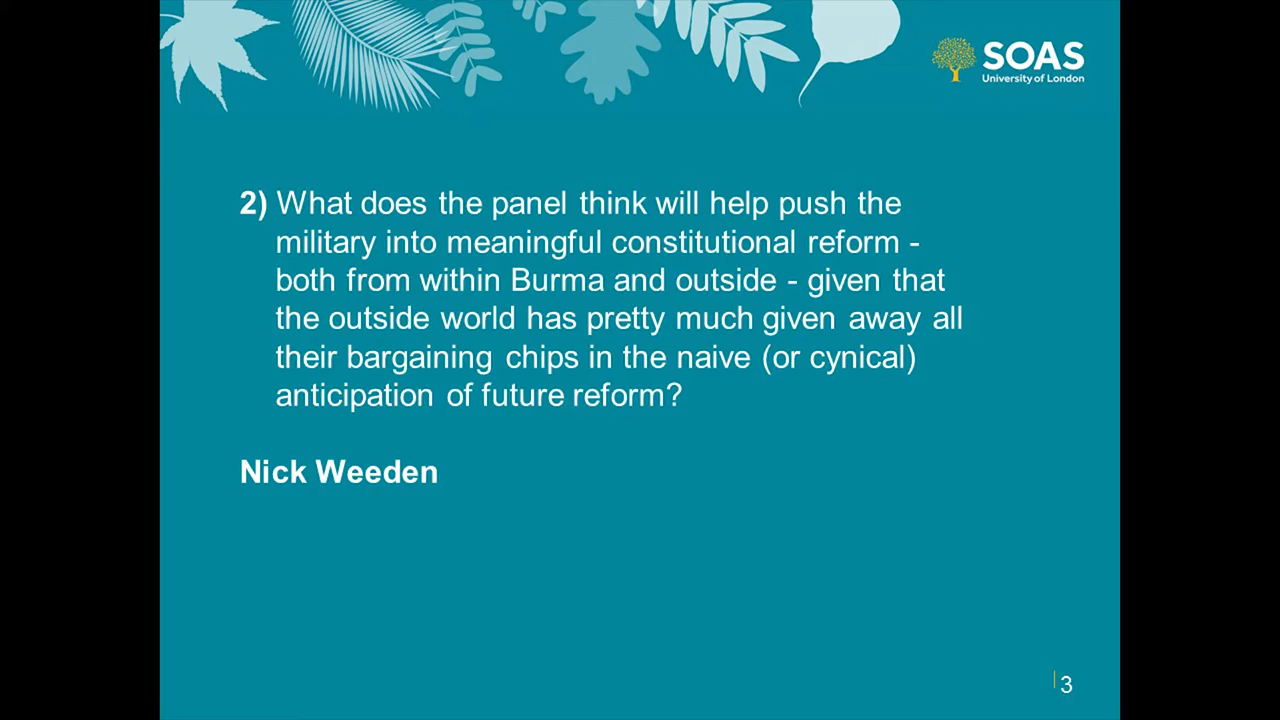 SOAS
University of London
2) What does the panel think will help push the
military into meaningful constitutional reform -
both from within Burma and outside - given that
the outside world has pretty much given away all
their bargaining chips in the naive (or cynical)
anticipation of future reform?
Nick Weeden
3